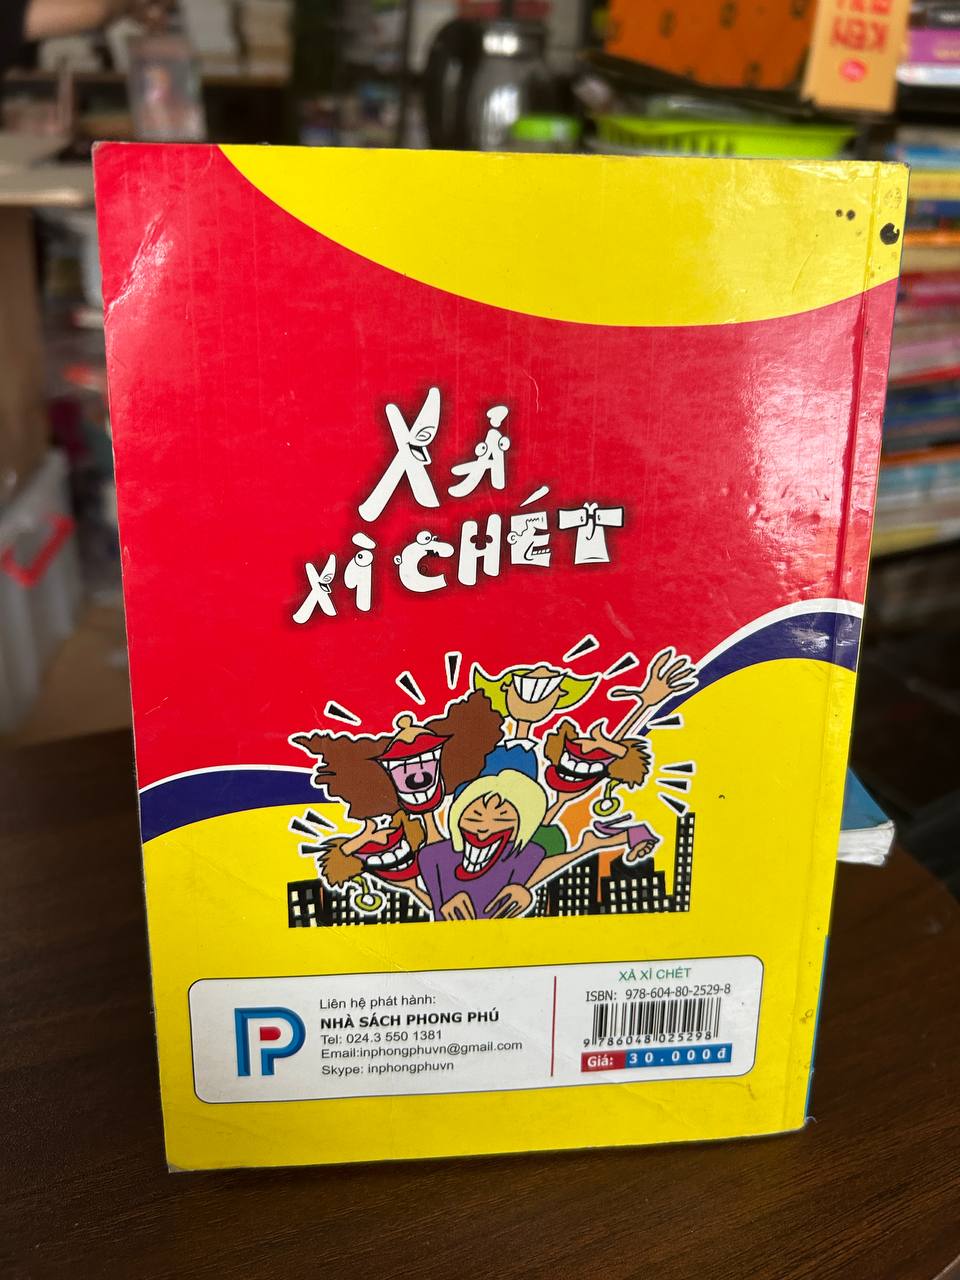 XẢ
XÌ CHÉT
Liên hệ phát hành:
NHÀ SÁCH PHONG PHÚ
Tel: 024.3 550 1381
Email:inphongphuvn@gmail.com
Skype: inphongphuvn
XẢ XÌ CHÉT
ISBN: 978-604-80-2529-8
9 786048 025298
Giá: 30.000đ